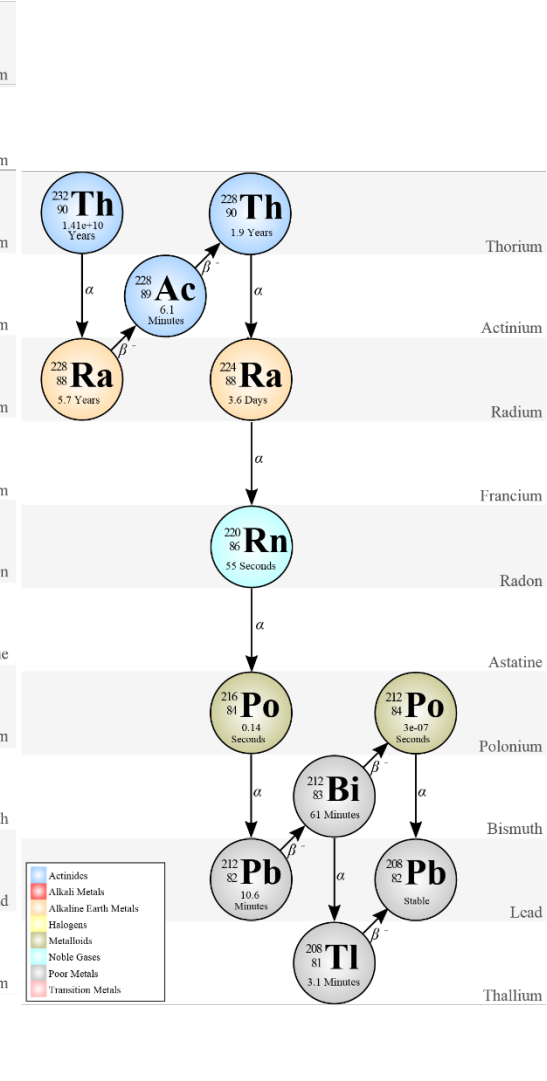 m
m
m
m
m
m
n
e
m
h
d
m
232
90
Th
1.41e+10
Years
228
90
Th
1.9 Years
Thorium
α
β -
228
89
Ac
6.1
Minutes
α
Actinium
β -
228
88
Ra
5.7 Years
224
88
Ra
3.6 Days
Radium
α
Francium
220
86
Rn
55 Seconds
Radon
α
Astatine
216
84
Po
0.14
Seconds
212
84
Po
3e-07
Seconds
Polonium
α
β -
212
83
Bi
61 Minutes
α
Bismuth
β -
212
82
Pb
10.6
Minutes
α
208
82
Pb
Stable
Lead
β -
208
81
Tl
3.1 Minutes
Thallium
Actinides
Alkali Metals
Alkaline Earth Metals
Halogens
Metalloids
Noble Gases
Poor Metals
Transition Metals